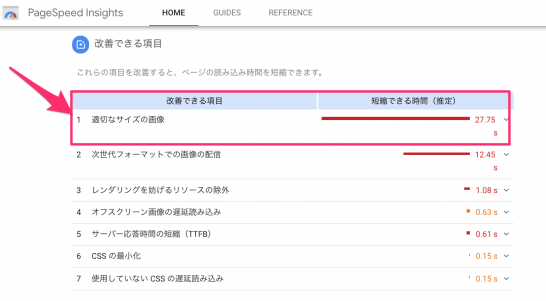 PageSpeed Insights HOME GUIDES REFERENCE
改善できる項目
これらの項目を改善すると、ページの読み込み時間を短縮できます。
改善できる項目 短縮できる時間（推定）
1 適切なサイズの画像 27.75
s
2 次世代フォーマットでの画像の配信 12.45
s
3 レンダリングを妨げるリソースの除外 1.08 s
4 オフスクリーン画像の遅延読み込み 0.63 s
5 サーバー応答時間の短縮（TTFB） 0.61 s
6 CSS の最小化 0.15 s
7 使用していない CSS の遅延読み込み 0.15 s